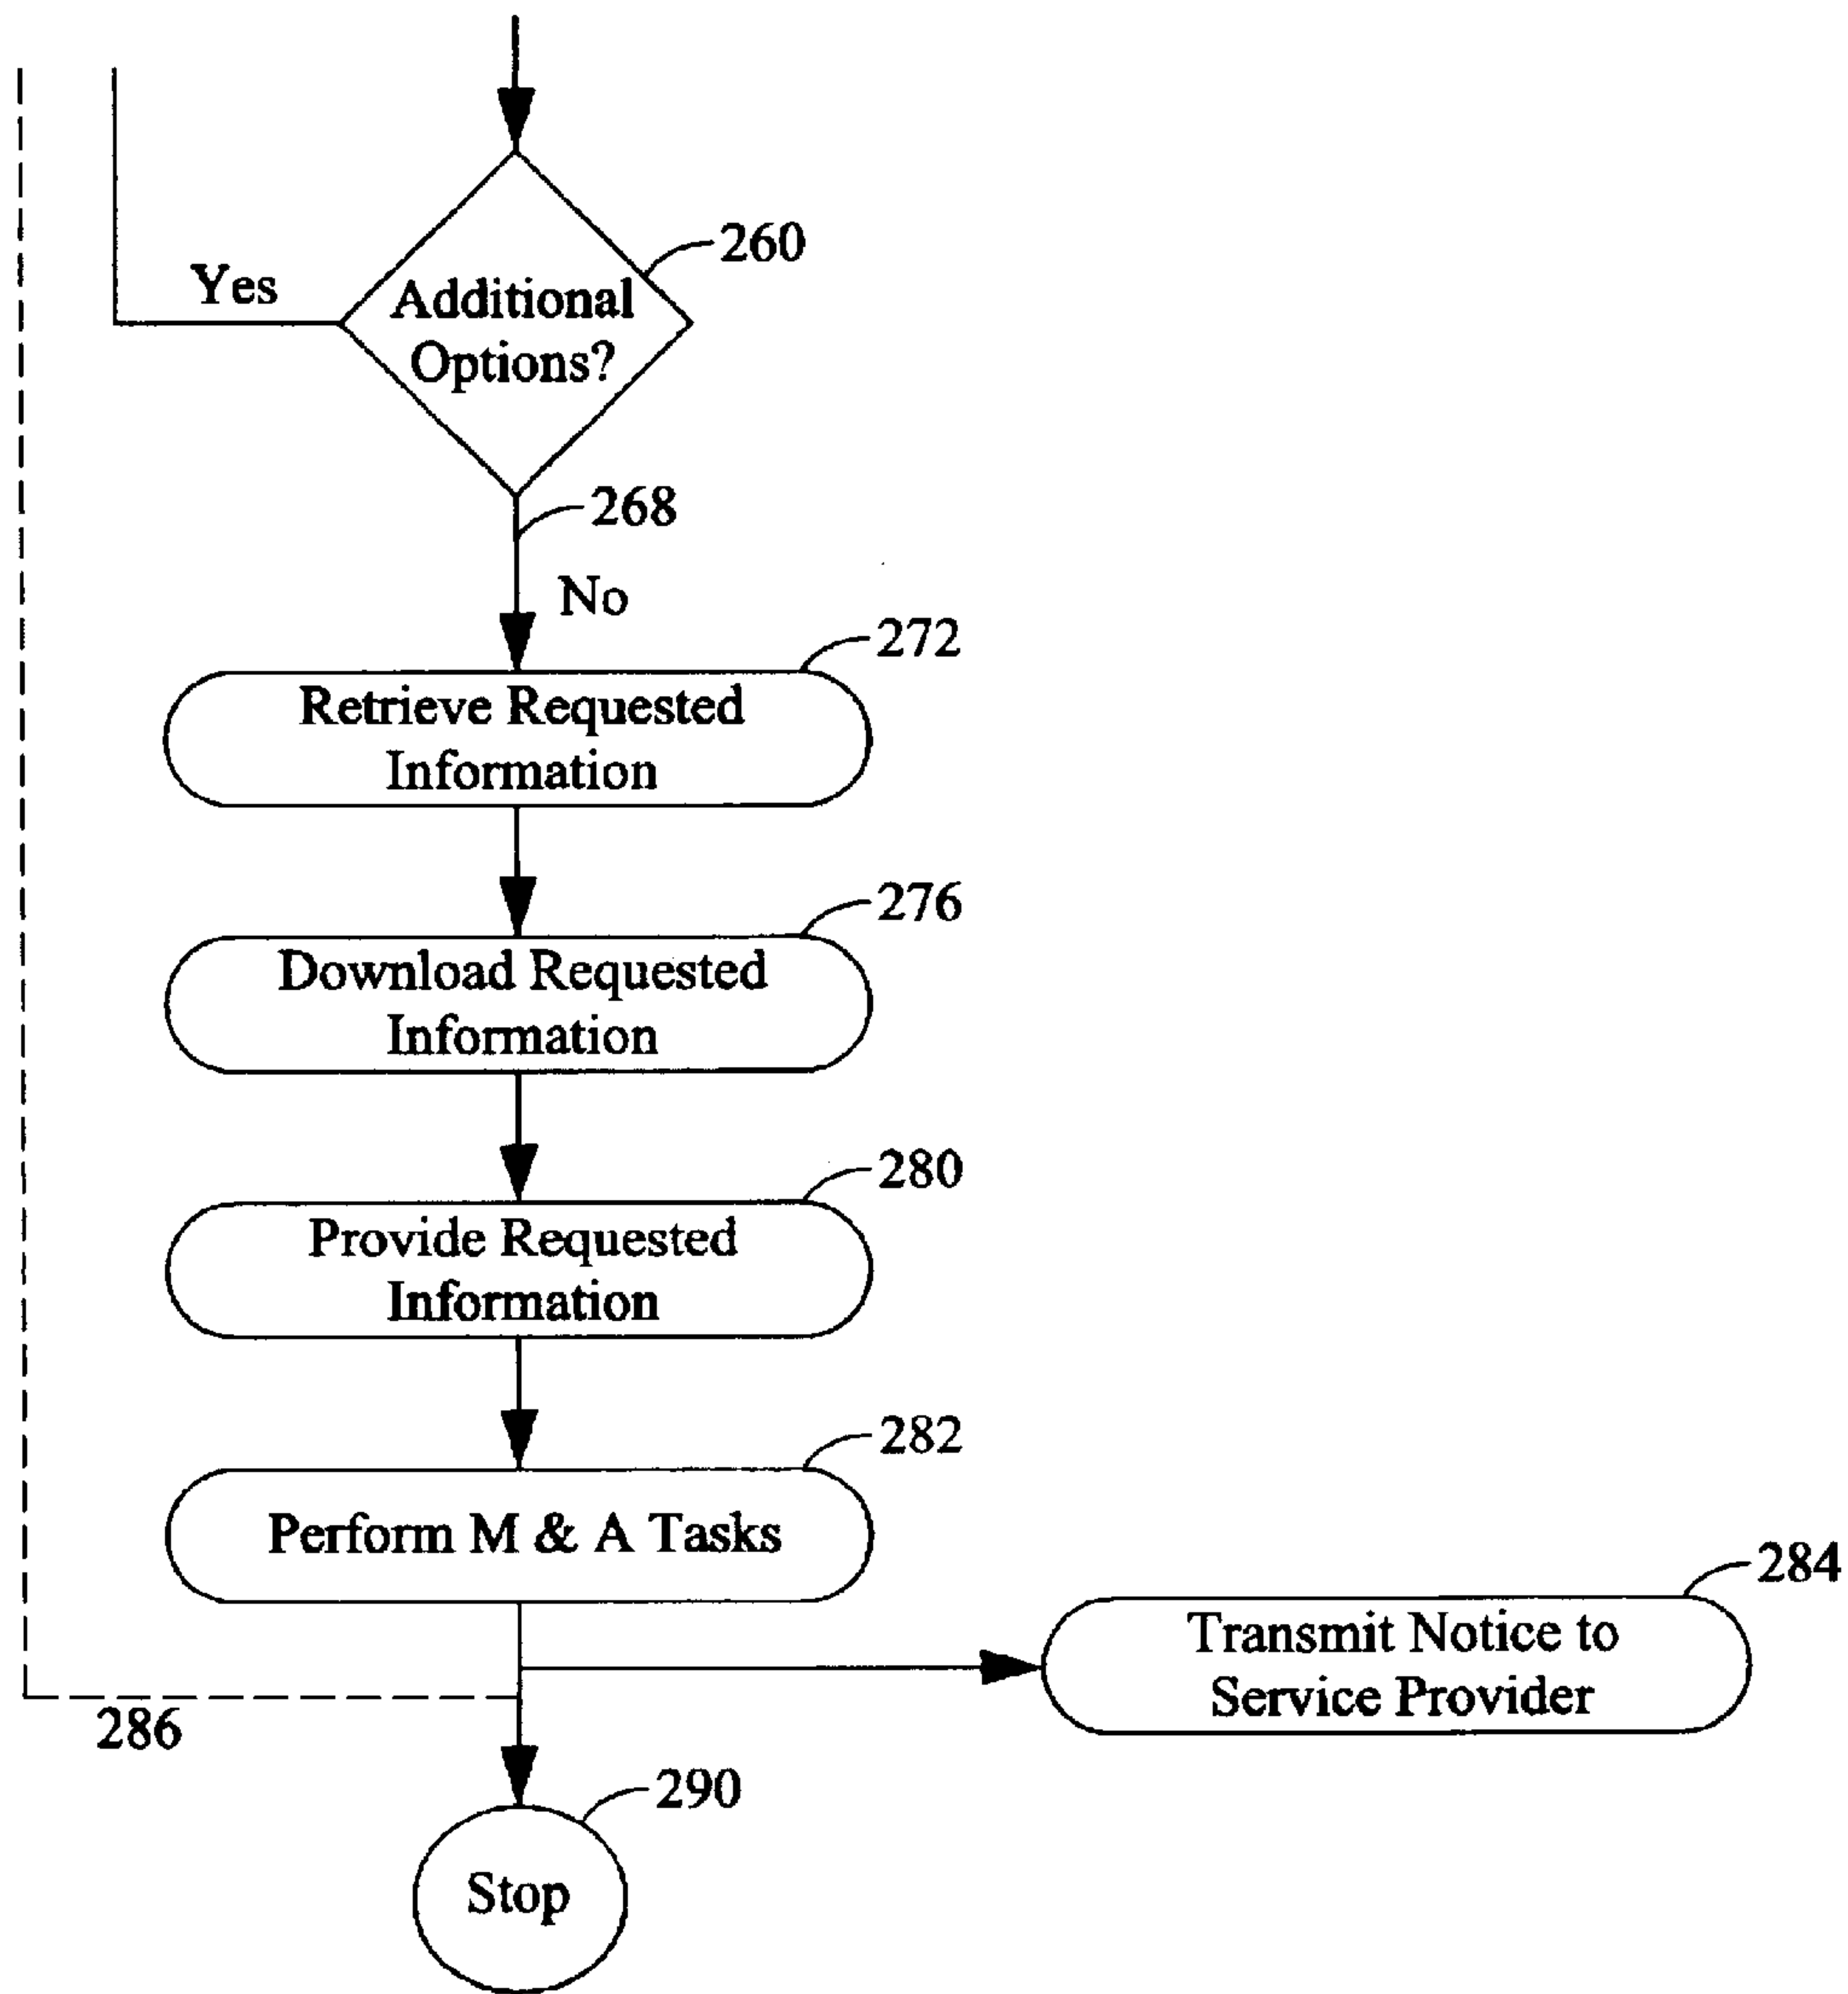 260
Yes
Additional
Options?
268
No
272
Retrieve Requested
Information
276
Download Requested
Information
280
Provide Requested
Information
282
Perform M & A Tasks
284
Transmit Notice to
Service Provider
286
290
Stop